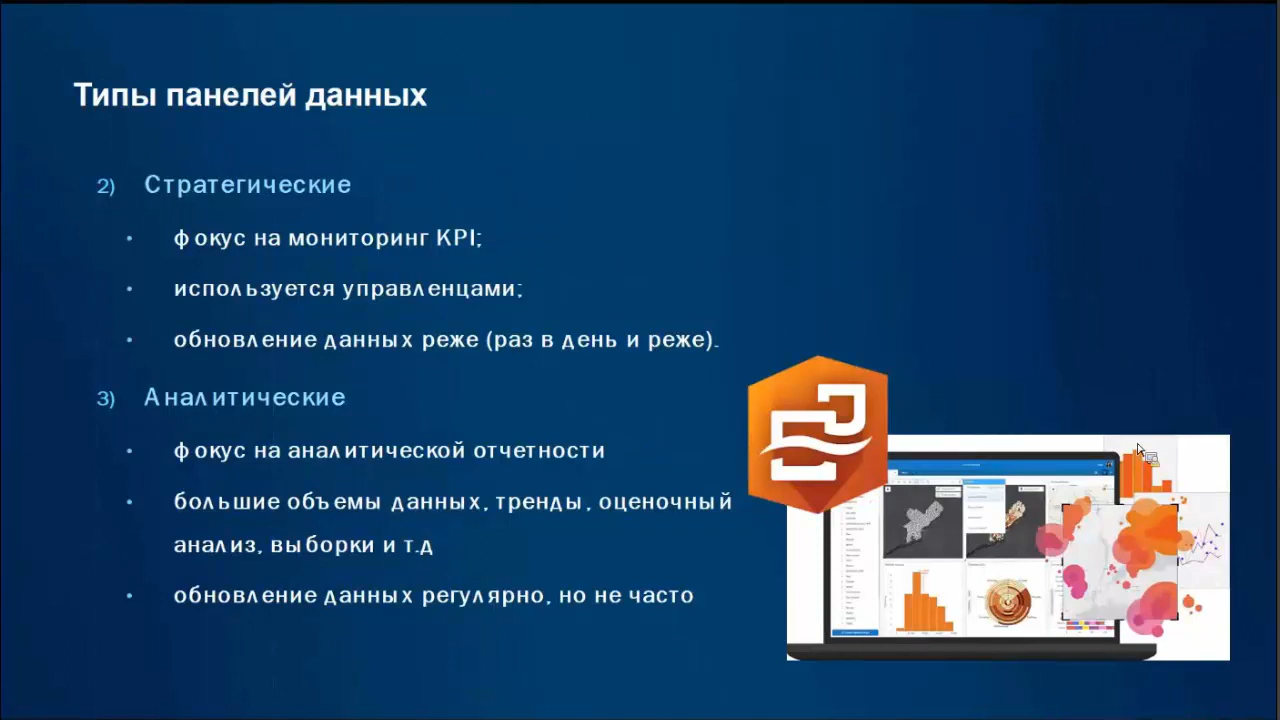 Типы панелей данных
2) Стратегические
• фокус на мониторинг KPI;
• используется управленцами;
• обновление данных реже (раз в день и реже).
3) Аналитические
• фокус на аналитической отчетности
• большие объемы данных, тренды, оценочный
анализ, выборки и т.д
• обновление данных регулярно, но не часто